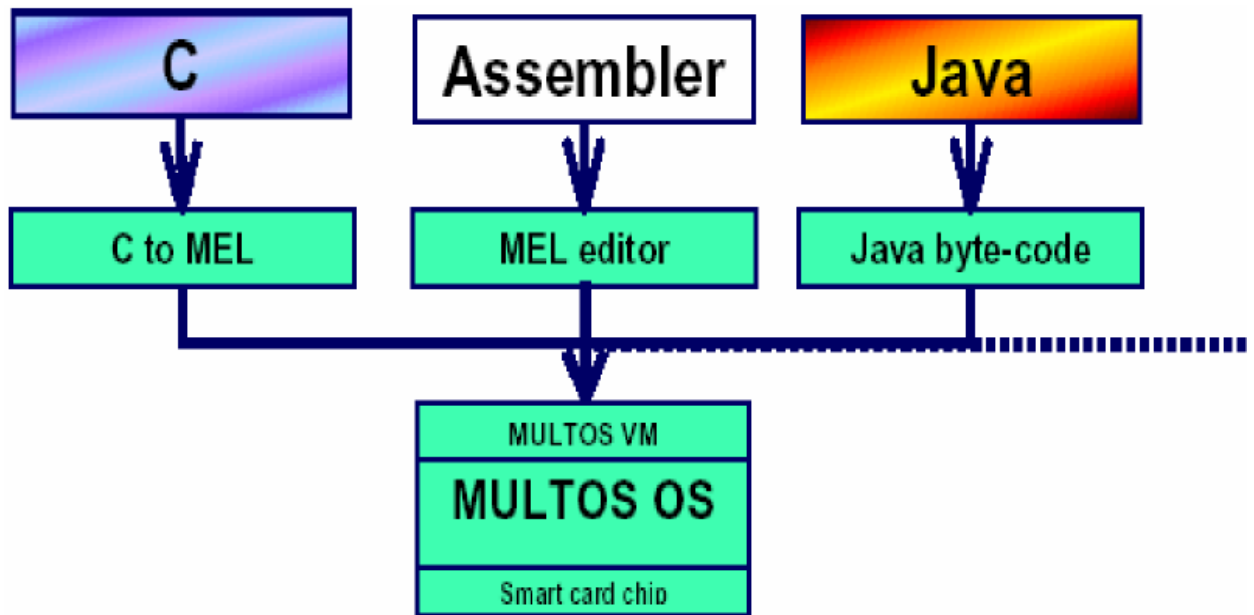 C
Assembler
Java
C to MEL
MEL editor
Java byte-code
MULTOS VM
MULTOS OS
Smart card chip